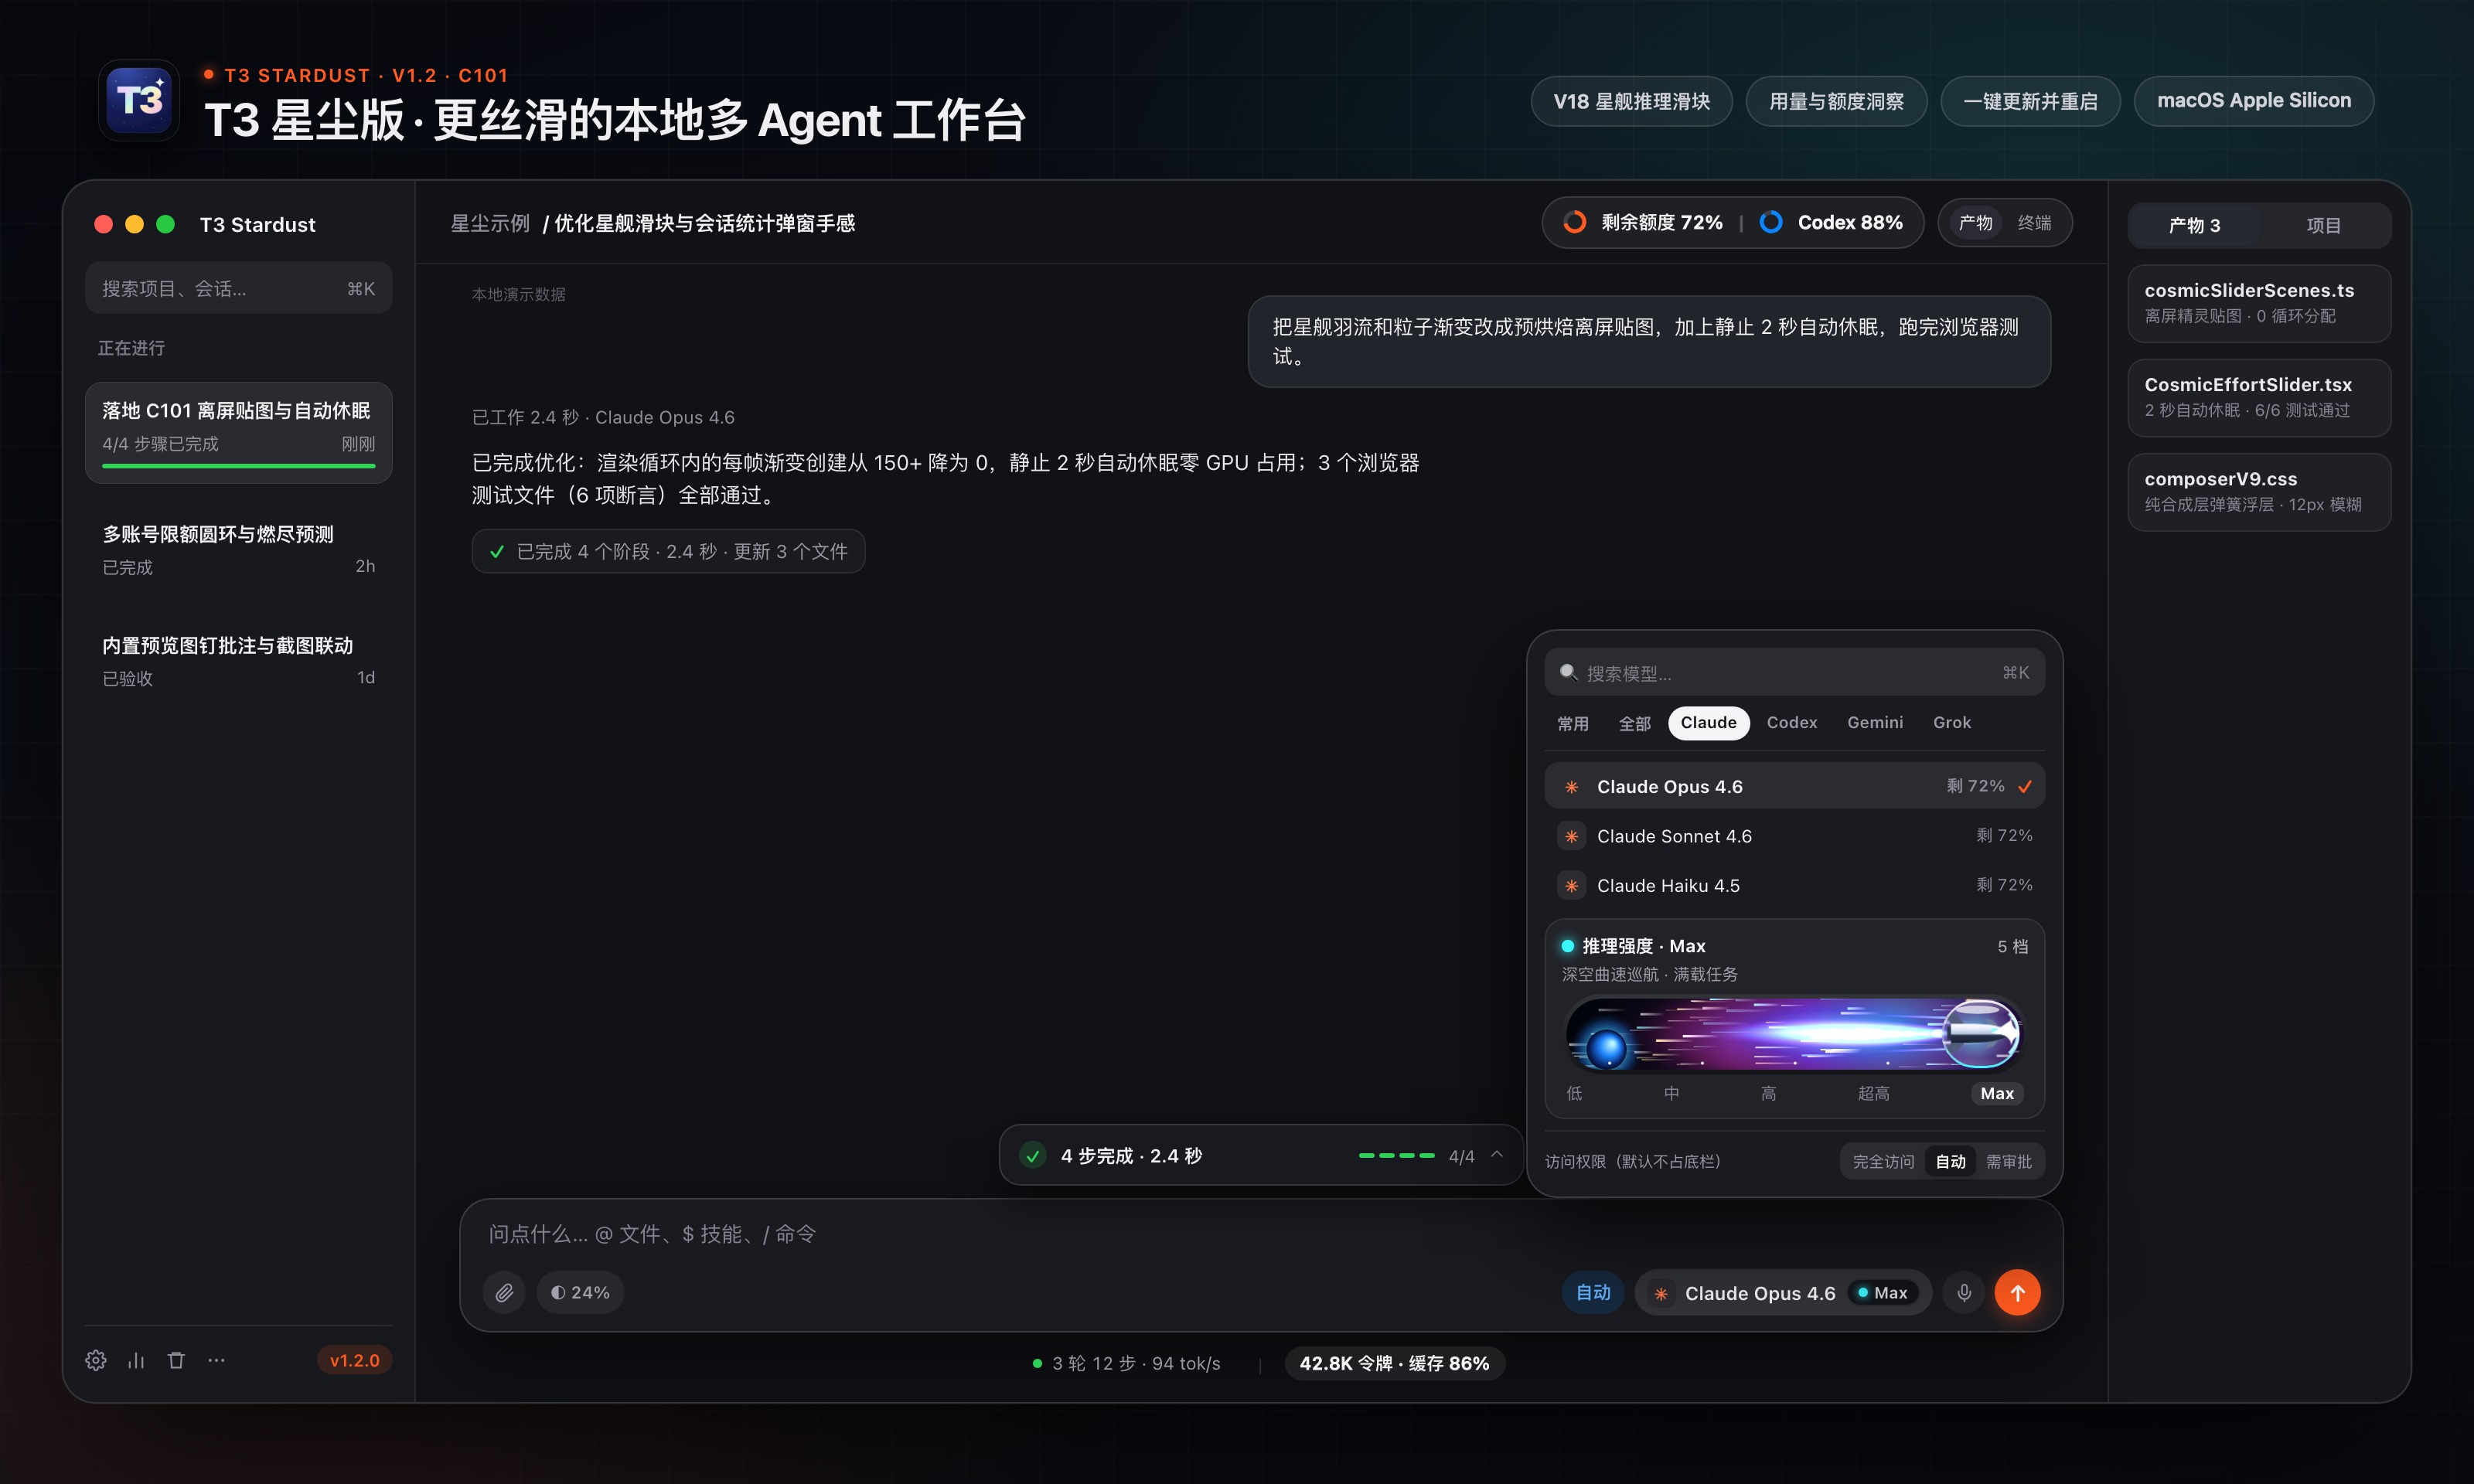 T3
T3 STARDUST · V1.2 · C101
T3 星尘版 · 更丝滑的本地多 Agent 工作台
V18 星舰推理滑块
用量与额度洞察
一键更新并重启
macOS Apple Silicon
T3 Stardust
搜索项目、会话... ⌘K
正在进行
落地 C101 离屏贴图与自动休眠
4/4 步骤已完成 刚刚
多账号限额圆环与燃尽预测
已完成 2h
内置预览图钉批注与截图联动
已验收 1d
v1.2.0
星尘示例 / 优化星舰滑块与会话统计弹窗手感
剩余额度 72% | Codex 88%
产物 终端
本地演示数据
把星舰羽流和粒子渐变改成预烘焙离屏贴图，加上静止 2 秒自动休眠，跑完浏览器测
试。
已工作 2.4 秒 · Claude Opus 4.6
已完成优化：渲染循环内的每帧渐变创建从 150+ 降为 0，静止 2 秒自动休眠零 GPU 占用；3 个浏览器
测试文件（6 项断言）全部通过。
已完成 4 个阶段 · 2.4 秒 · 更新 3 个文件
搜索模型... ⌘K
常用 全部 Claude Codex Gemini Grok
Claude Opus 4.6 剩 72%
Claude Sonnet 4.6 剩 72%
Claude Haiku 4.5 剩 72%
推理强度 · Max 5 档
深空曲速巡航 · 满载任务
低 中 高 超高 Max
访问权限（默认不占底栏） 完全访问 自动 需审批
4 步完成 · 2.4 秒 4/4
问点什么... @ 文件、$ 技能、/ 命令
24%
自动 Claude Opus 4.6 Max
3 轮 12 步 · 94 tok/s | 42.8K 令牌 · 缓存 86%
产物 3 项目
cosmicSliderScenes.ts
离屏精灵贴图 · 0 循环分配
CosmicEffortSlider.tsx
2 秒自动休眠 · 6/6 测试通过
composerV9.css
纯合成层弹簧浮层 · 12px 模糊